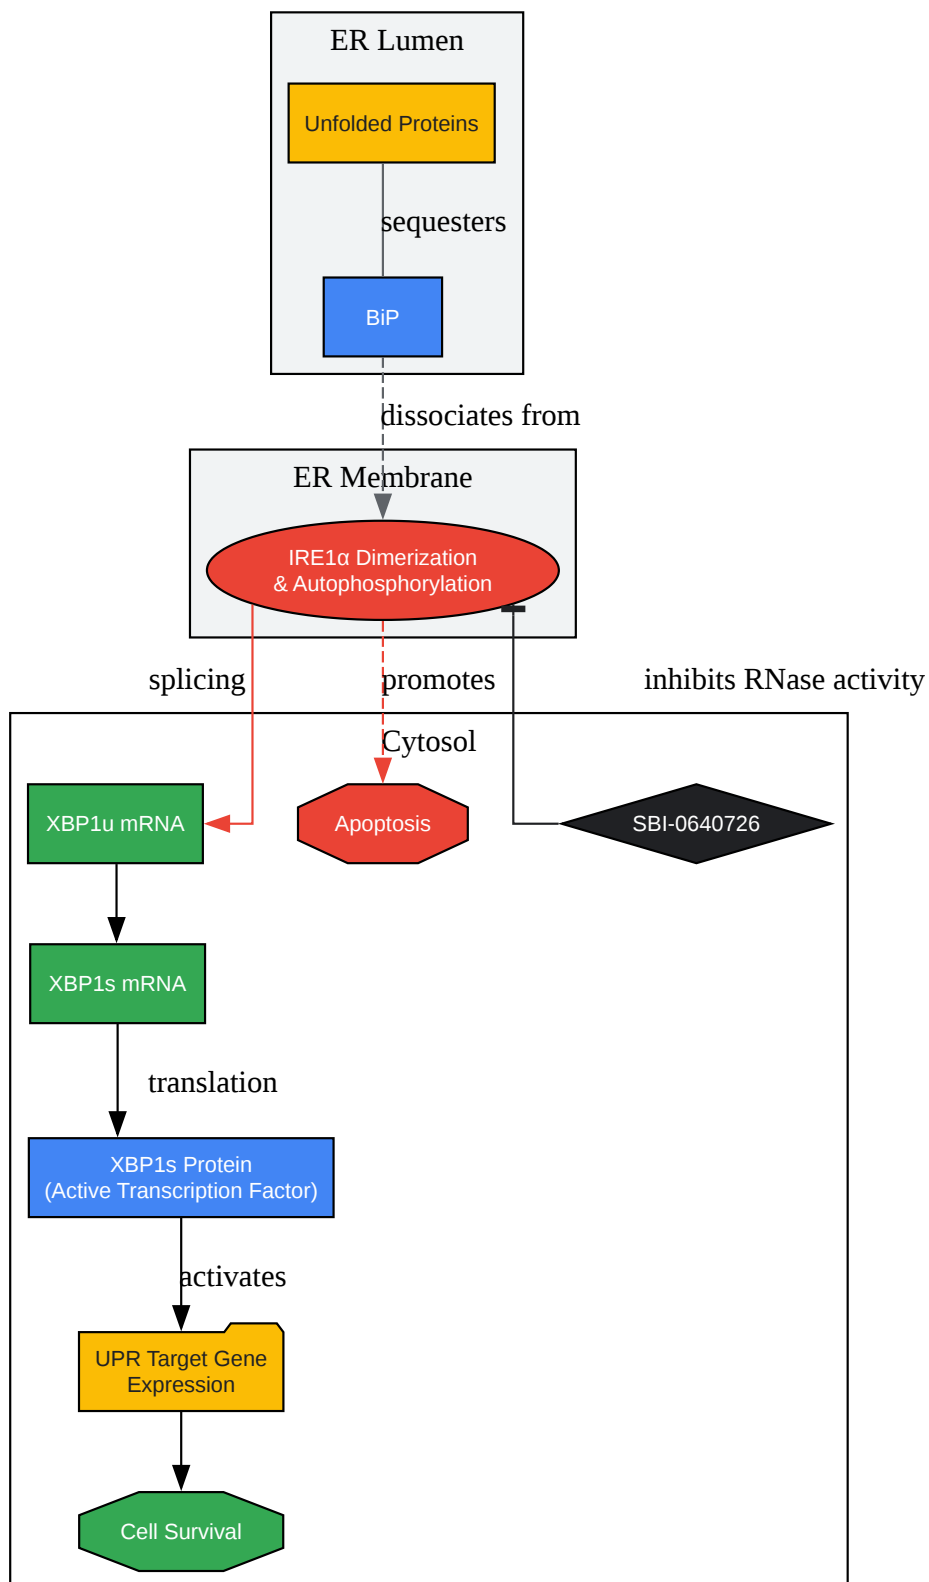 ER Lumen
Unfolded Proteins
sequesters
BiP
dissociates from
ER Membrane
IRE1α Dimerization
& Autophosphorylation
splicing
promotes
inhibits RNase activity
Cytosol
XBP1u mRNA
Apoptosis
SBI-0640726
XBP1s mRNA
translation
XBP1s Protein
(Active Transcription Factor)
activates
UPR Target Gene
Expression
Cell Survival